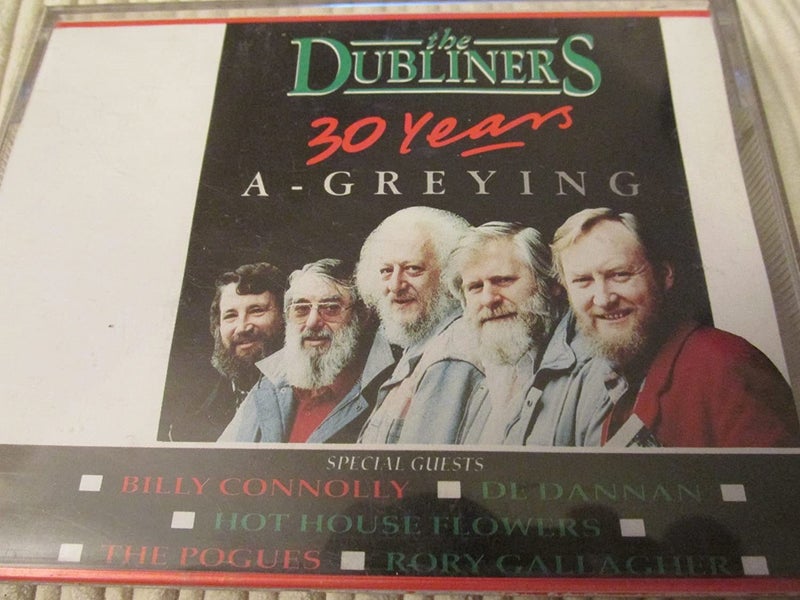 the
DUBLINERS
30 Years
A-GREYING
SPECIAL GUESTS
BILLY CONNOLLY DE DANNAN
HOT HOUSE FLOWERS
THE POGUES RORY GALLAGHER